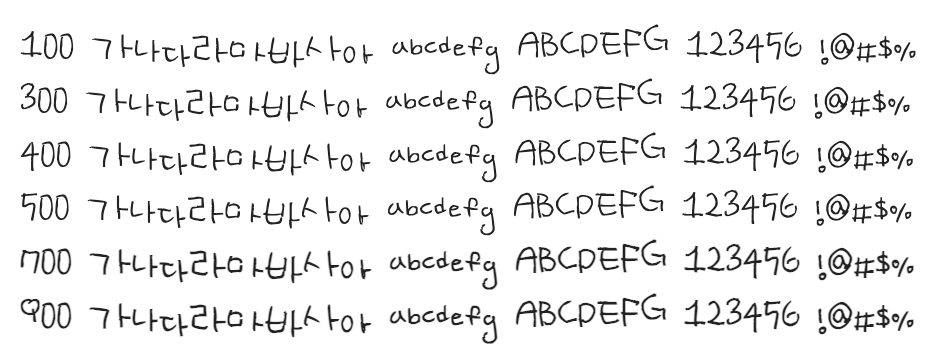 100 가나다라마바사아 abcdefg ABCDEFG 123456 !@#$%
300 가나다라마바사아 abcdefg ABCDEFG 123456 !@#$%
400 가나다라마바사아 abcdefg ABCDEFG 123456 !@#$%
500 가나다라마바사아 abcdefg ABCDEFG 123456 !@#$%
700 가나다라마바사아 abcdefg ABCDEFG 123456 !@#$%
900 가나다라마바사아 abcdefg ABCDEFG 123456 !@#$%